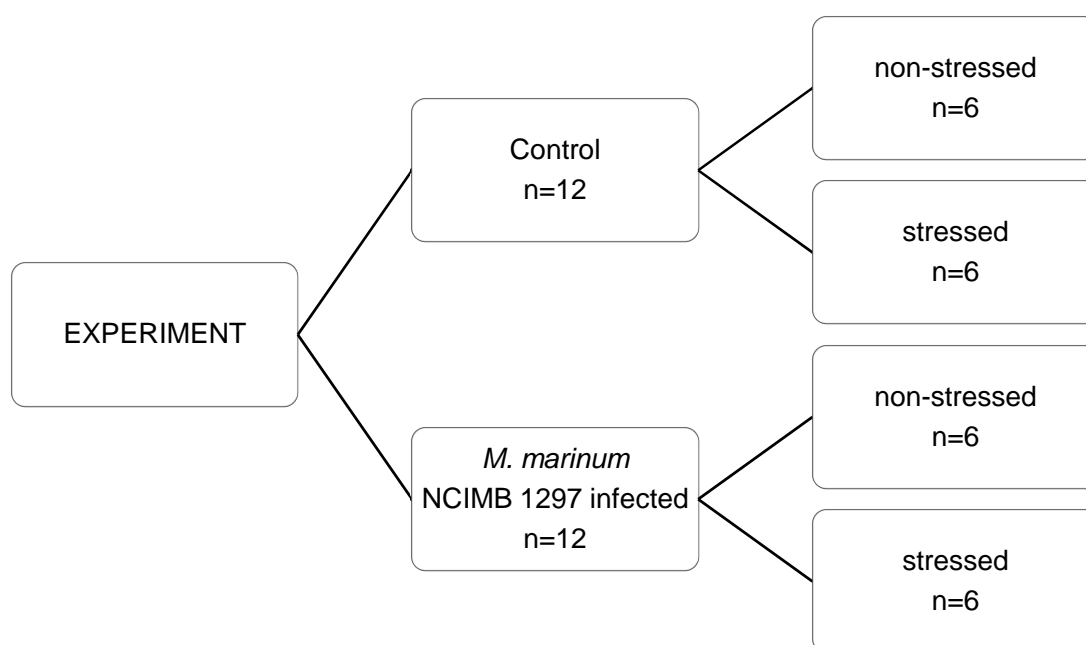 EXPERIMENT
Control
n=12
M. marinum
NCIMB 1297 infected
n=12
non-stressed
n=6
stressed
n=6
non-stressed
n=6
stressed
n=6